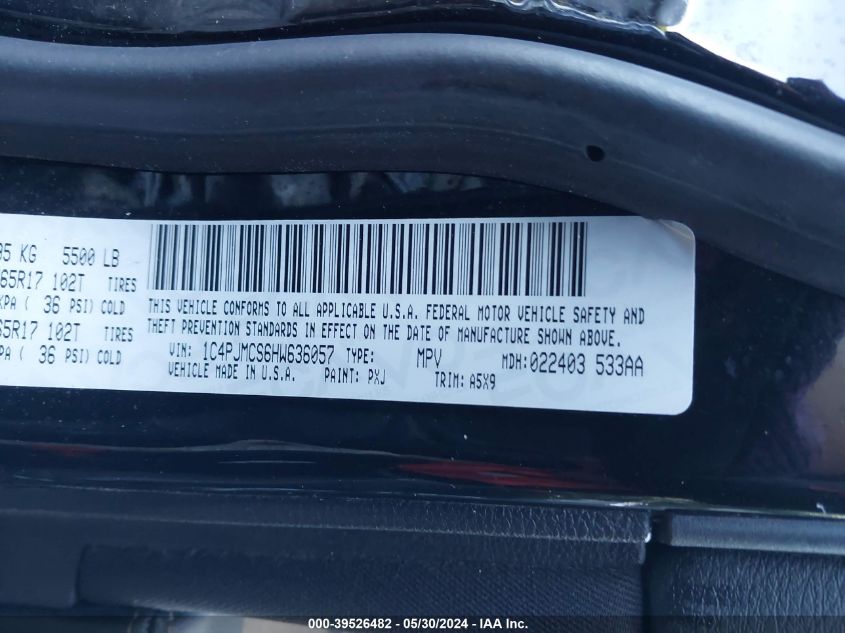 95 KG 5500 LB
65R17 102T TIRES
KPA ( 36 PSI) COLD
65R17 102T TIRES
PA ( 36 PSI) COLD
THIS VEHICLE CONFORMS TO ALL APPLICABLE U.S.A. FEDERAL MOTOR VEHICLE SAFETY AND
THEFT PREVENTION STANDARDS IN EFFECT ON THE DATE OF MANUFACTURE SHOWN ABOVE.
VIN: 1C4PJMCS6HW636057 TYPE: MPV MDH: 022403 533AA
VEHICLE MADE IN U.S.A. PAINT: PXJ TRIM: A5X9
000-39526482 - 05/30/2024 - IAA Inc.